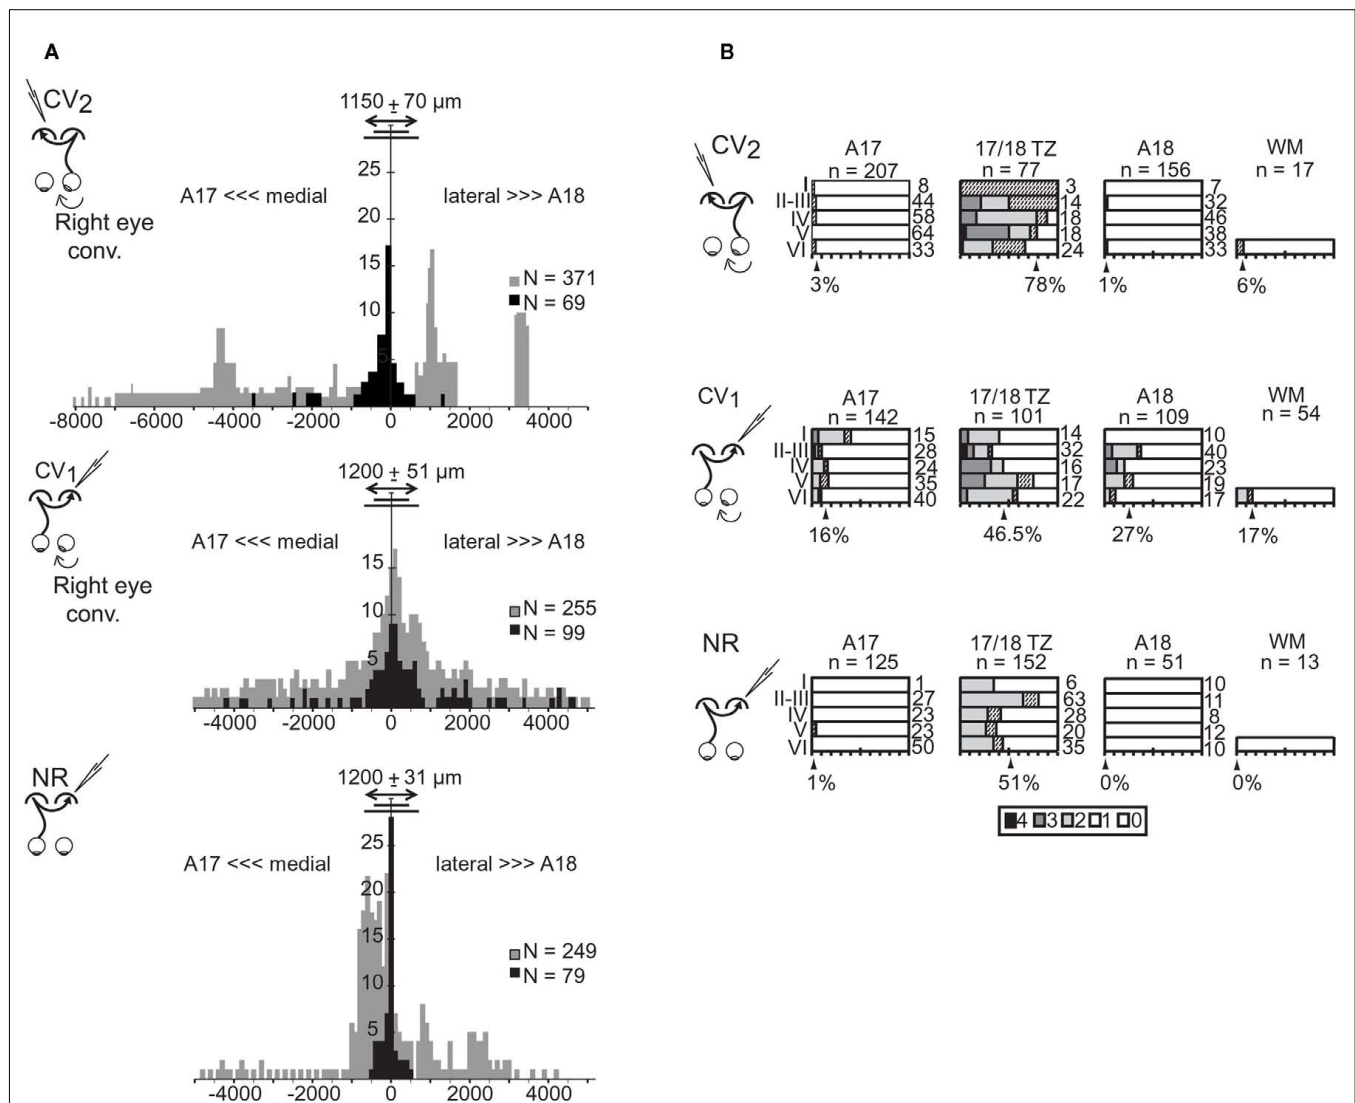 A
CV2
Right eye
conv.
1150 ± 70 µm
A17 <<< medial
lateral >>> A18
25
20
15
10
5
N = 371
N = 69
-8000 -6000 -4000 -2000 0 2000 4000
CV1
Right eye
conv.
1200 ± 51 µm
A17 <<< medial
lateral >>> A18
15
10
5
N = 255
N = 99
-4000 -2000 0 2000 4000
NR
1200 ± 31 µm
A17 <<< medial
lateral >>> A18
25
20
15
10
5
N = 249
N = 79
-4000 -2000 0 2000 4000
B
CV2
A17 17/18 TZ A18 WM
n = 207 n = 77 n = 156 n = 17
I 8 3 7
II-III 44 14 32
IV 58 18 46
V 64 18 38
VI 33 24 33
3% 78% 1% 6%
CV1
A17 17/18 TZ A18 WM
n = 142 n = 101 n = 109 n = 54
I 15 14 10
II-III 28 32 40
IV 24 16 23
V 35 17 19
VI 40 22 17
16% 46.5% 27% 17%
NR
A17 17/18 TZ A18 WM
n = 125 n = 152 n = 51 n = 13
I 1 6 10
II-III 27 63 11
IV 23 28 8
V 23 20 12
VI 50 35 10
1% 51% 0% 0%
4 3 2 1 0